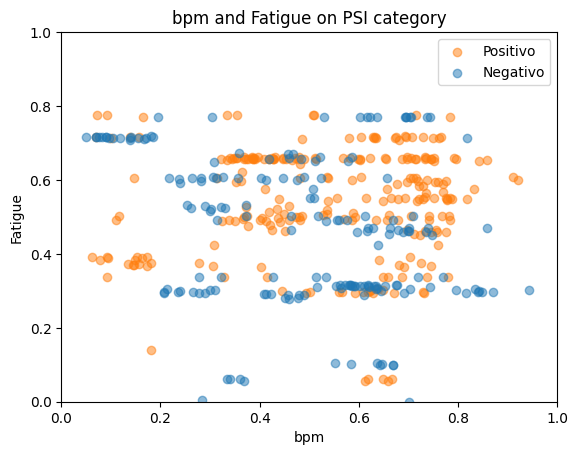 bpm and Fatigue on PSI category
Positivo
Negativo
Fatigue
1.0
0.8
0.6
0.4
0.2
0.0
0.0 0.2 0.4 0.6 0.8 1.0
bpm